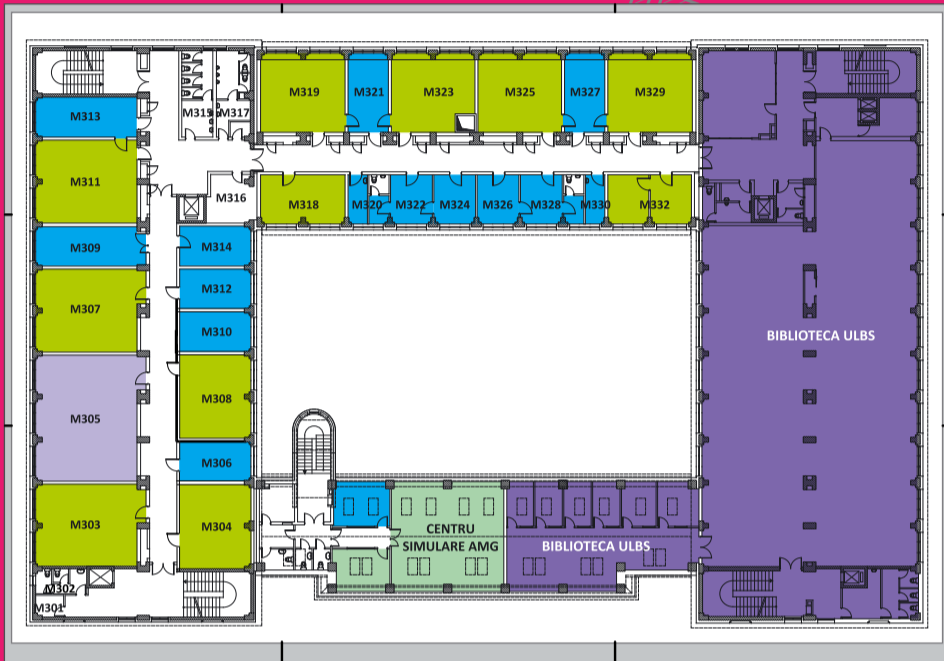 M319
M321
M323
M325
M327
M329
M313
M315
M317
M311
M316
M318
M320
M322
M324
M326
M328
M330
M332
M309
M314
M307
M312
M310
BIBLIOTECA ULBS
M305
M308
M306
M303
M304
CENTRU
SIMULARE AMG
BIBLIOTECA ULBS
M302
M301